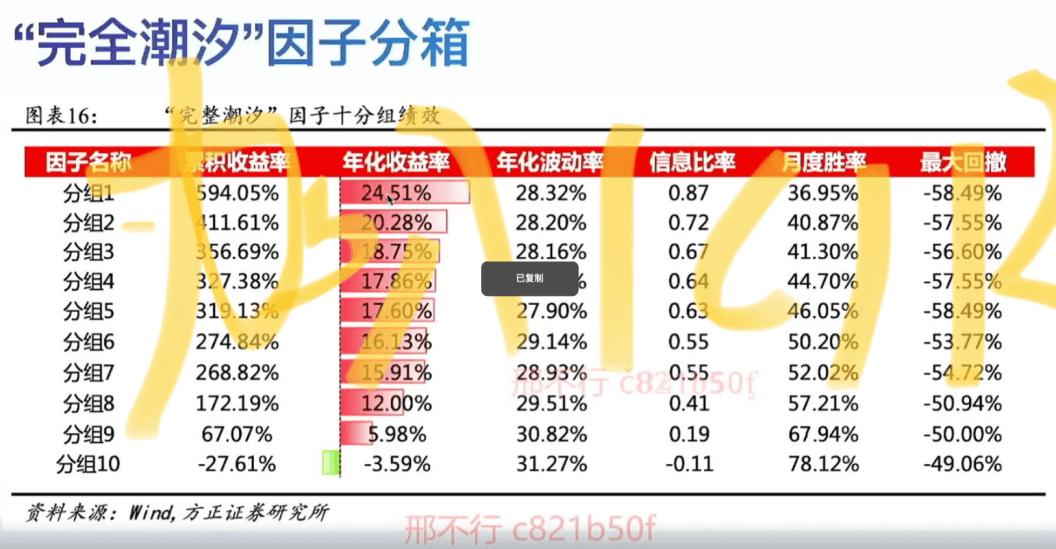 “完全潮汐”因子分箱
图表16： “完整潮汐”因子十分组绩效
因子名称 累积收益率 年化收益率 年化波动率 信息比率 月度胜率 最大回撤
分组1 594.05% 24.51% 28.32% 0.87 36.95% -58.49%
分组2 411.61% 20.28% 28.20% 0.72 40.87% -57.55%
分组3 356.69% 18.75% 28.16% 0.67 41.30% -56.60%
已复制
分组4 327.38% 17.86% 0.64 44.70% -57.55%
分组5 319.13% 17.60% 27.90% 0.63 46.05% -58.49%
分组6 274.84% 16.13% 29.14% 0.55 50.20% -53.77%
分组7 268.82% 15.91% 28.93% 0.55 52.02% -54.72%
邢不行 c821b50f
分组8 172.19% 12.00% 29.51% 0.41 57.21% -50.94%
分组9 67.07% 5.98% 30.82% 0.19 67.94% -50.00%
分组10 -27.61% -3.59% 31.27% -0.11 78.12% -49.06%
资料来源：Wind,方正证券研究所
邢不行 c821b50f